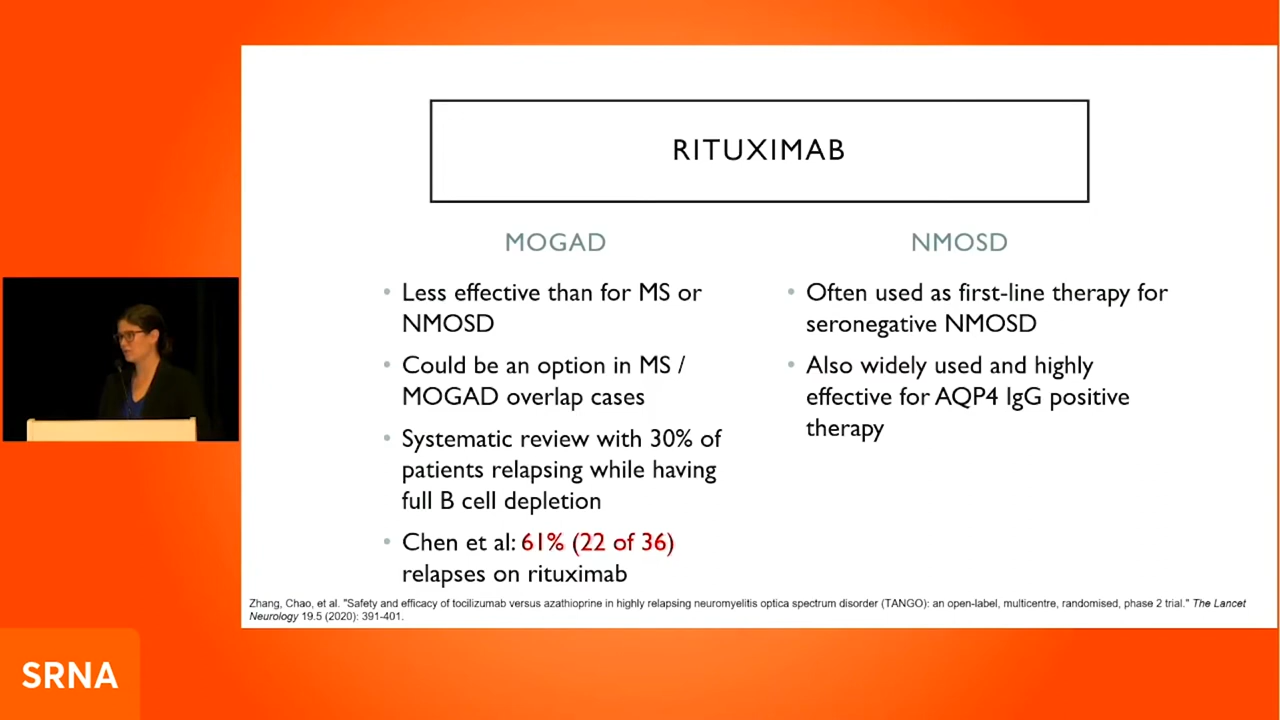 RITUXIMAB
MOGAD
• Less effective than for MS or
NMOSD
• Could be an option in MS /
MOGAD overlap cases
• Systematic review with 30% of
patients relapsing while having
full B cell depletion
• Chen et al: 61% (22 of 36)
relapses on rituximab
NMOSD
• Often used as first-line therapy for
seronegative NMOSD
• Also widely used and highly
effective for AQP4 IgG positive
therapy
Zhang, Chao, et al. "Safety and efficacy of tocilizumab versus azathioprine in highly relapsing neuromyelitis optica spectrum disorder (TANGO): an open-label, multicentre, randomised, phase 2 trial." The Lancet
Neurology 19.5 (2020): 391-401.
SRNA